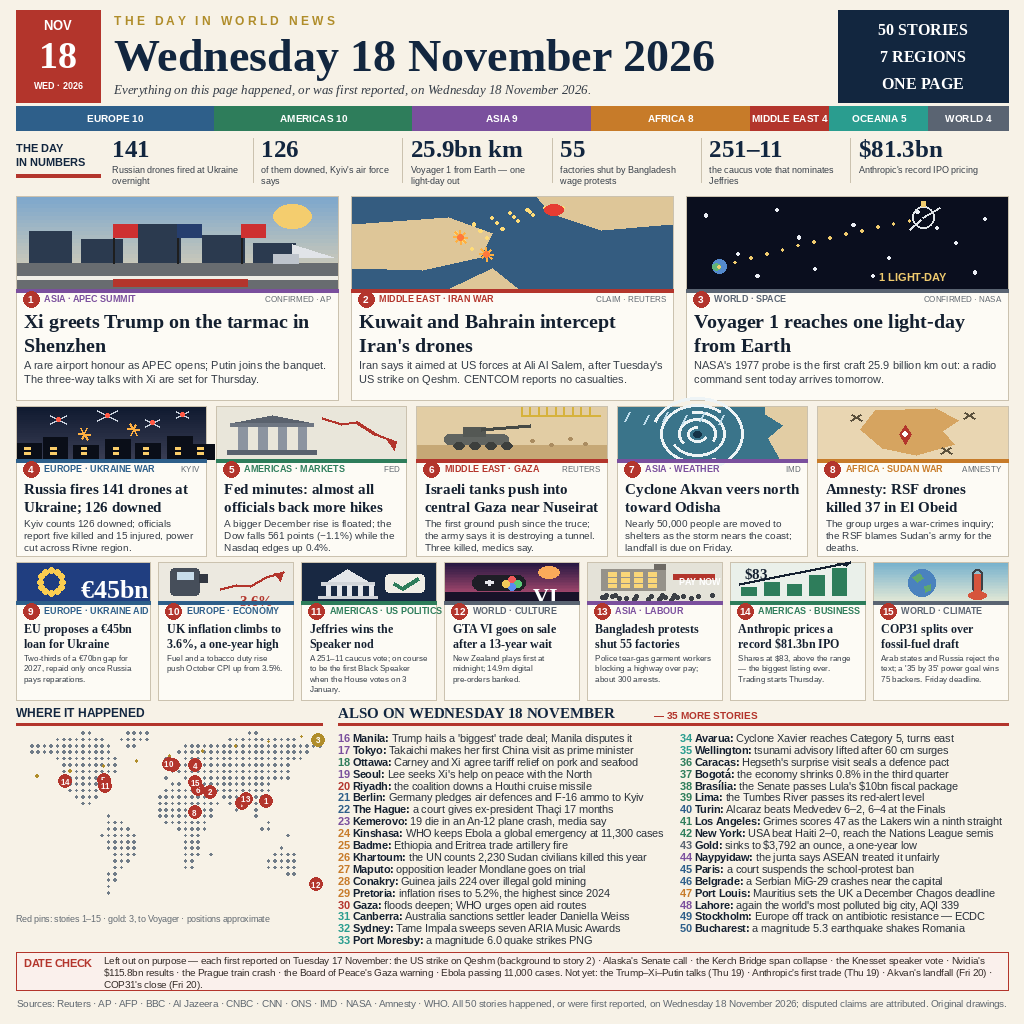 NOV
18
WED · 2026
THE DAY IN WORLD NEWS
Wednesday 18 November 2026
Everything on this page happened, or was first reported, on Wednesday 18 November 2026.
50 STORIES
7 REGIONS
ONE PAGE
EUROPE 10
AMERICAS 10
ASIA 9
AFRICA 8
MIDDLE EAST 4
OCEANIA 5
WORLD 4
THE DAY
IN NUMBERS
141
Russian drones fired at Ukraine
overnight
126
of them downed, Kyiv's air force
says
25.9bn km
Voyager 1 from Earth — one
light-day out
55
factories shut by Bangladesh
wage protests
251–11
the caucus vote that nominates
Jeffries
$81.3bn
Anthropic's record IPO pricing
1 ASIA · APEC SUMMIT
CONFIRMED · AP
Xi greets Trump on the tarmac in
Shenzhen
A rare airport honour as APEC opens; Putin joins the banquet.
The three-way talks with Xi are set for Thursday.
2 MIDDLE EAST · IRAN WAR
CLAIM · REUTERS
Kuwait and Bahrain intercept
Iran's drones
Iran says it aimed at US forces at Ali Al Salem, after Tuesday's
US strike on Qeshm. CENTCOM reports no casualties.
1 LIGHT-DAY
3 WORLD · SPACE
CONFIRMED · NASA
Voyager 1 reaches one light-day
from Earth
NASA's 1977 probe is the first craft 25.9 billion km out: a radio
command sent today arrives tomorrow.
4 EUROPE · UKRAINE WAR
KYIV
Russia fires 141 drones at
Ukraine; 126 downed
Kyiv counts 126 downed; officials
report five killed and 15 injured, power
cut across Rivne region.
5 AMERICAS · MARKETS
FED
Fed minutes: almost all
officials back more hikes
A bigger December rise is floated; the
Dow falls 561 points (−1.1%) while the
Nasdaq edges up 0.4%.
6 MIDDLE EAST · GAZA
REUTERS
Israeli tanks push into
central Gaza near Nuseirat
The first ground push since the truce;
the army says it is destroying a tunnel.
Three killed, medics say.
7 ASIA · WEATHER
IMD
Cyclone Akvan veers north
toward Odisha
Nearly 50,000 people are moved to
shelters as the storm nears the coast;
landfall is due on Friday.
8 AFRICA · SUDAN WAR
AMNESTY
Amnesty: RSF drones
killed 37 in El Obeid
The group urges a war-crimes inquiry;
the RSF blames Sudan's army for the
deaths.
€45bn
9 EUROPE · UKRAINE AID
EU proposes a €45bn
loan for Ukraine
Two-thirds of a €70bn gap for
2027, repaid only once Russia
pays reparations.
3.6%
10 EUROPE · ECONOMY
UK inflation climbs to
3.6%, a one-year high
Fuel and a tobacco duty rise
push October CPI up from 3.5%.
11 AMERICAS · US POLITICS
Jeffries wins the
Speaker nod
A 251–11 caucus vote; on course
to be the first Black Speaker
when the House votes on 3
January.
VI
12 WORLD · CULTURE
GTA VI goes on sale
after a 13-year wait
New Zealand plays first at
midnight; 14.9m digital
pre-orders banked.
PAY NOW
13 ASIA · LABOUR
Bangladesh protests
shut 55 factories
Police tear-gas garment workers
blocking a highway over pay;
about 300 arrests.
$83
14 AMERICAS · BUSINESS
Anthropic prices a
record $81.3bn IPO
Shares at $83, above the range
— the biggest listing ever.
Trading starts Thursday.
15 WORLD · CLIMATE
COP31 splits over
fossil-fuel draft
Arab states and Russia reject the
text; a '35 by 35' power goal wins
75 backers. Friday deadline.
WHERE IT HAPPENED
3
10
4
14
11
15
2
13
1
8
12
Red pins: stories 1–15 · gold: 3, to Voyager · positions approximate
ALSO ON WEDNESDAY 18 NOVEMBER
— 35 MORE STORIES
16 Manila: Trump hails a 'biggest' trade deal; Manila disputes it
17 Tokyo: Takaichi makes her first China visit as prime minister
18 Ottawa: Carney and Xi agree tariff relief on pork and seafood
19 Seoul: Lee seeks Xi's help on peace with the North
20 Riyadh: the coalition downs a Houthi cruise missile
21 Berlin: Germany pledges air defences and F-16 ammo to Kyiv
22 The Hague: a court gives ex-president Thaçi 17 months
23 Kemerovo: 19 die in an An-12 plane crash, media say
24 Kinshasa: WHO keeps Ebola a global emergency at 11,300 cases
25 Badme: Ethiopia and Eritrea trade artillery fire
26 Khartoum: the UN counts 2,230 Sudan civilians killed this year
27 Maputo: opposition leader Mondlane goes on trial
28 Conakry: Guinea jails 224 over illegal gold mining
29 Pretoria: inflation rises to 5.2%, the highest since 2024
30 Gaza: floods deepen; WHO urges open aid routes
31 Canberra: Australia sanctions settler leader Daniella Weiss
32 Sydney: Tame Impala sweeps seven ARIA Music Awards
33 Port Moresby: a magnitude 6.0 quake strikes PNG
34 Avarua: Cyclone Xavier reaches Category 5, turns east
35 Wellington: tsunami advisory lifted after 60 cm surges
36 Caracas: Hegseth's surprise visit seals a defence pact
37 Bogotá: the economy shrinks 0.8% in the third quarter
38 Brasília: the Senate passes Lula's $10bn fiscal package
39 Lima: the Tumbes River passes its red-alert level
40 Turin: Alcaraz beats Medvedev 6–2, 6–4 at the Finals
41 Los Angeles: Grimes scores 47 as the Lakers win a ninth straight
42 New York: USA beat Haiti 2–0, reach the Nations League semis
43 Gold: sinks to $3,792 an ounce, a one-year low
44 Naypyidaw: the junta says ASEAN treated it unfairly
45 Paris: a court suspends the school-protest ban
46 Belgrade: a Serbian MiG-29 crashes near the capital
47 Port Louis: Mauritius sets the UK a December Chagos deadline
48 Lahore: again the world's most polluted big city, AQI 339
49 Stockholm: Europe off track on antibiotic resistance — ECDC
50 Bucharest: a magnitude 5.3 earthquake shakes Romania
DATE CHECK
Left out on purpose — each first reported on Tuesday 17 November: the US strike on Qeshm (background to story 2) · Alaska's Senate call · the Kerch Bridge span collapse · the Knesset speaker vote · Nvidia's
$115.8bn results · the Prague train crash · the Board of Peace's Gaza warning · Ebola passing 11,000 cases. Not yet: the Trump–Xi–Putin talks (Thu 19) · Anthropic's first trade (Thu 19) · Akvan's landfall (Fri 20) ·
COP31's close (Fri 20).
Sources: Reuters · AP · AFP · BBC · Al Jazeera · CNBC · CNN · ONS · IMD · NASA · Amnesty · WHO. All 50 stories happened, or were first reported, on Wednesday 18 November 2026; disputed claims are attributed. Original drawings.